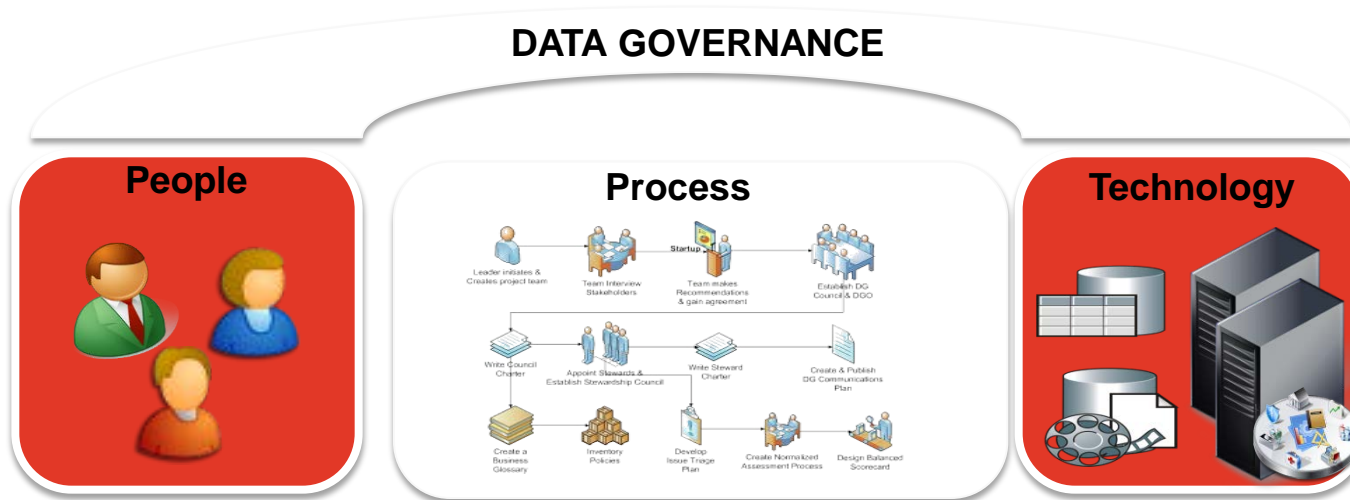 DATA GOVERNANCE
People
Process
Technology
Startup
Leader initiates &
Creates project team
Team Interview
Stakeholders
Team makes
Recommendations
& gain agreement
Establish DG
Council & DGO
Write Council
Charter
Appoint Stewards &
Establish Stewardship Council
Write Steward
Charter
Create & Publish
DG Communications
Plan
Create a
Business
Glossary
Inventory
Policies
Develop
Issue Triage
Plan
Create Normalized
Assessment Process
Design Balanced
Scorecard